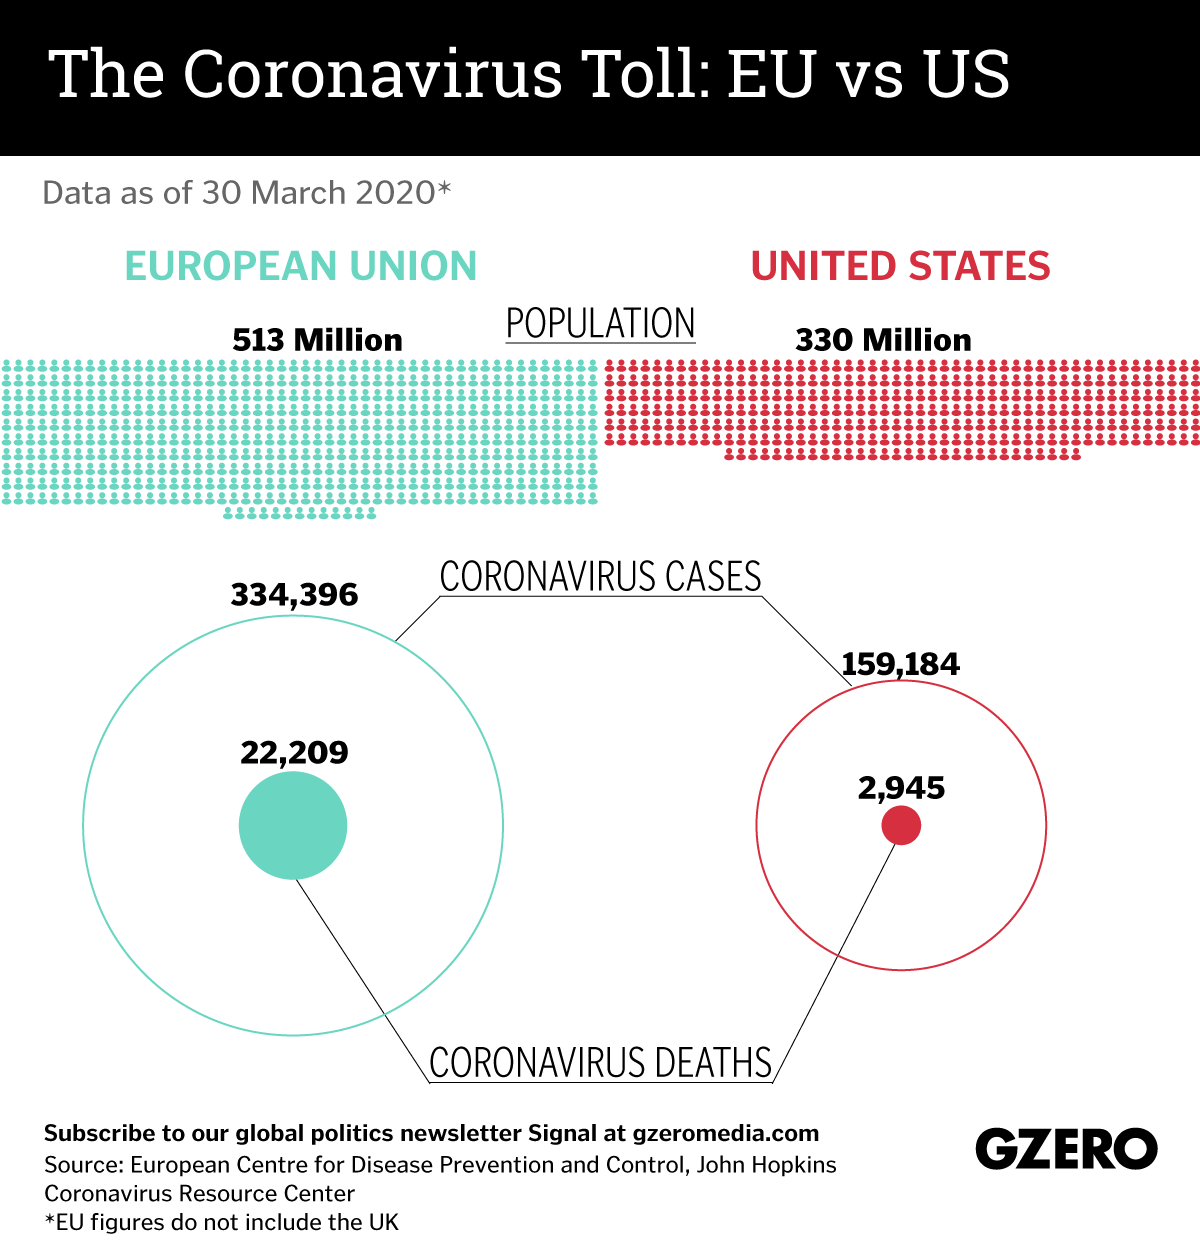 The Coronavirus Toll: EU vs US
Data as of 30 March 2020*
EUROPEAN UNION
UNITED STATES
POPULATION
513 Million
330 Million
CORONAVIRUS CASES
334,396
159,184
22,209
2,945
CORONAVIRUS DEATHS
Subscribe to our global politics newsletter Signal at gzeromedia.com
Source: European Centre for Disease Prevention and Control, John Hopkins
Coronavirus Resource Center
*EU figures do not include the UK
GZERO